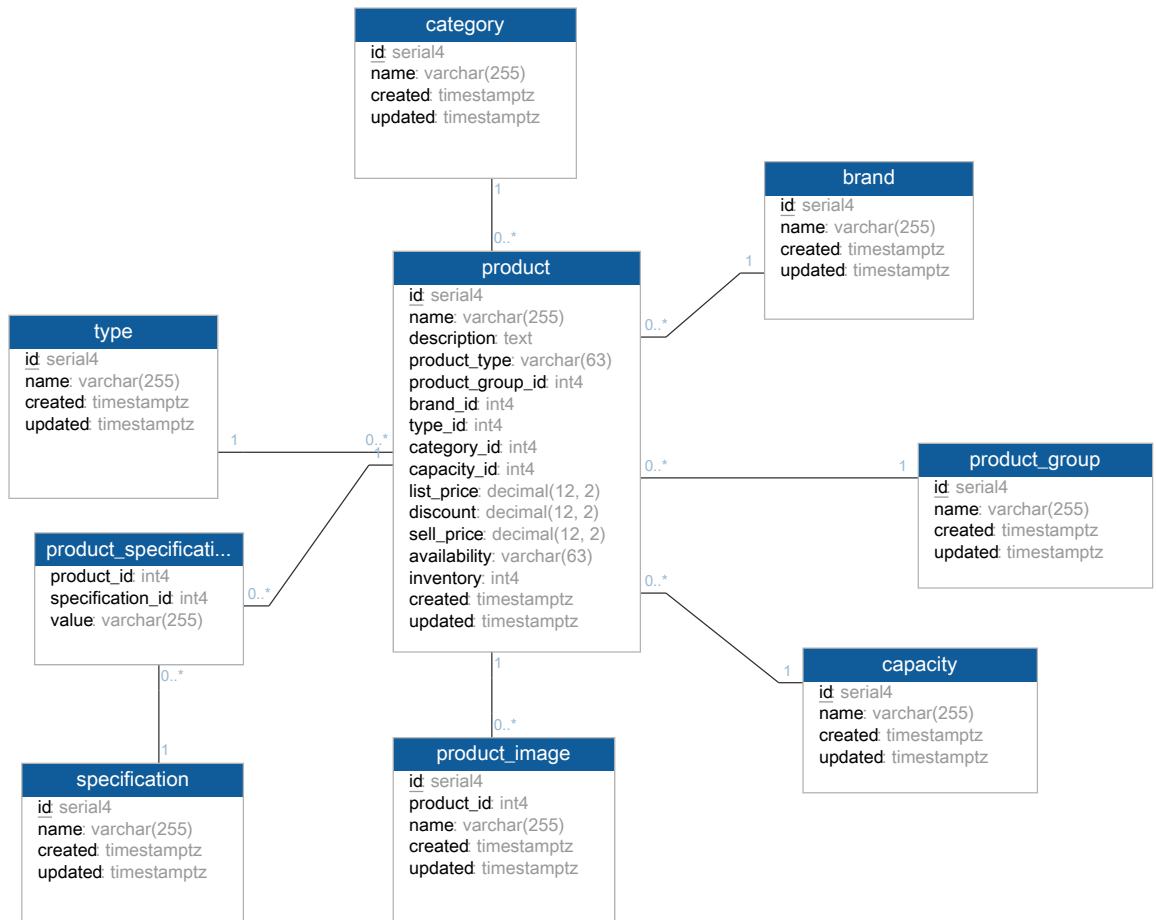 category
id: serial4
name: varchar(255)
created: timestamptz
updated: timestamptz
1
0..*
brand
id: serial4
name: varchar(255)
created: timestamptz
updated: timestamptz
1
0..*
product
id: serial4
name: varchar(255)
description: text
product_type: varchar(63)
product_group_id: int4
brand_id: int4
type_id: int4
category_id: int4
capacity_id: int4
list_price: decimal(12, 2)
discount: decimal(12, 2)
sell_price: decimal(12, 2)
availability: varchar(63)
inventory: int4
created: timestamptz
updated: timestamptz
type
id: serial4
name: varchar(255)
created: timestamptz
updated: timestamptz
1
0..*
1
0..*
1
product_group
id: serial4
name: varchar(255)
created: timestamptz
updated: timestamptz
product_specificati...
product_id: int4
specification_id: int4
value: varchar(255)
0..*
0..*
1
0..*
1
capacity
id: serial4
name: varchar(255)
created: timestamptz
updated: timestamptz
specification
id: serial4
name: varchar(255)
created: timestamptz
updated: timestamptz
1
0..*
product_image
id: serial4
product_id: int4
name: varchar(255)
created: timestamptz
updated: timestamptz